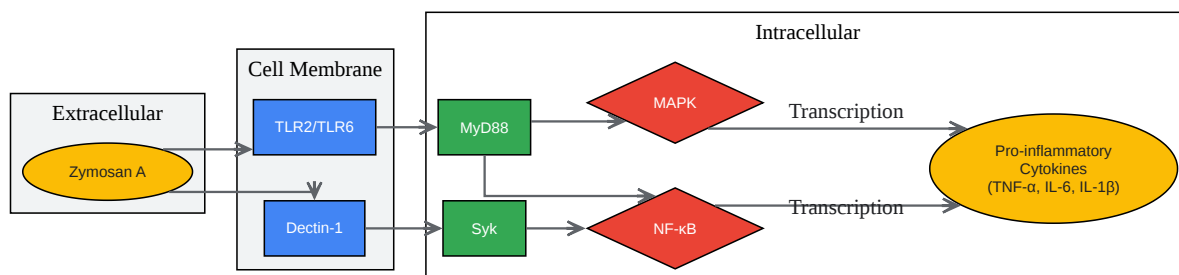 Intracellular
Cell Membrane
Extracellular
Zymosan A
TLR2/TLR6
Dectin-1
MyD88
Syk
MAPK
NF-κB
Transcription
Transcription
Pro-inflammatory
Cytokines
(TNF-α, IL-6, IL-1β)